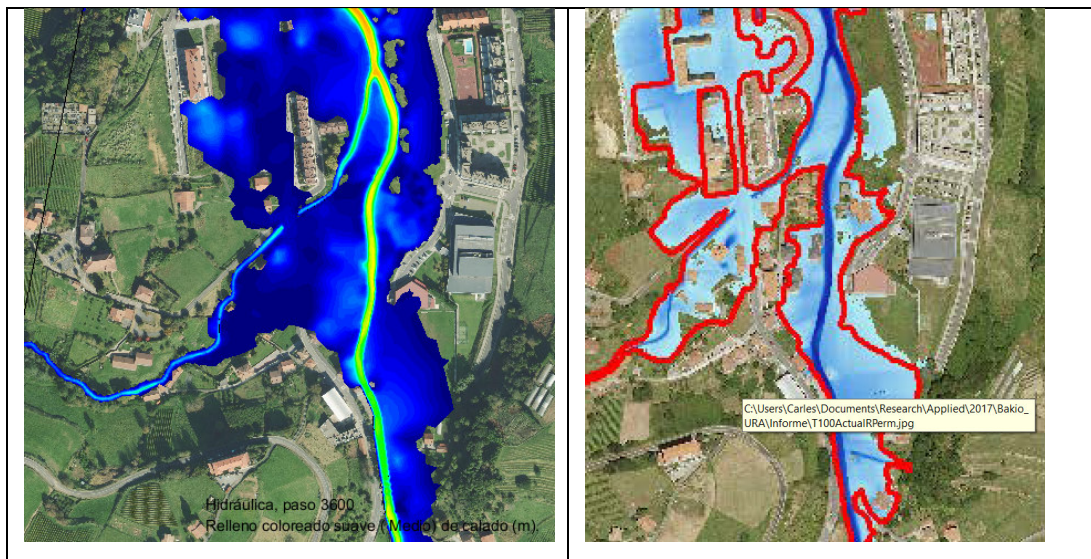 Hidráulica, paso 3600
Relleno coloreado suave ( Medio) de calado (m).
C:\Users\Carles\Documents\Research\Applied\2017\Bakio_
URA\Informe\T100ActualRPerm.jpg